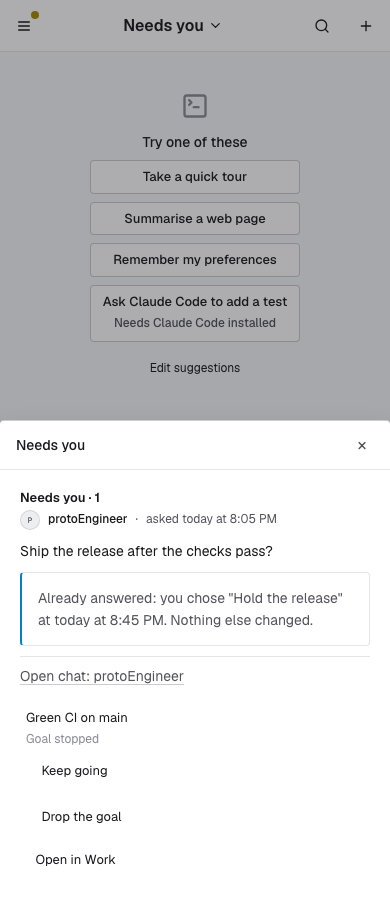 Needs you
Try one of these
Take a quick tour
Summarise a web page
Remember my preferences
Ask Claude Code to add a test
Needs Claude Code installed
Edit suggestions
Needs you
Needs you · 1
P protoEngineer · asked today at 8:05 PM
Ship the release after the checks pass?
Already answered: you chose "Hold the release"
at today at 8:45 PM. Nothing else changed.
Open chat: protoEngineer
Green CI on main
Goal stopped
Keep going
Drop the goal
Open in Work